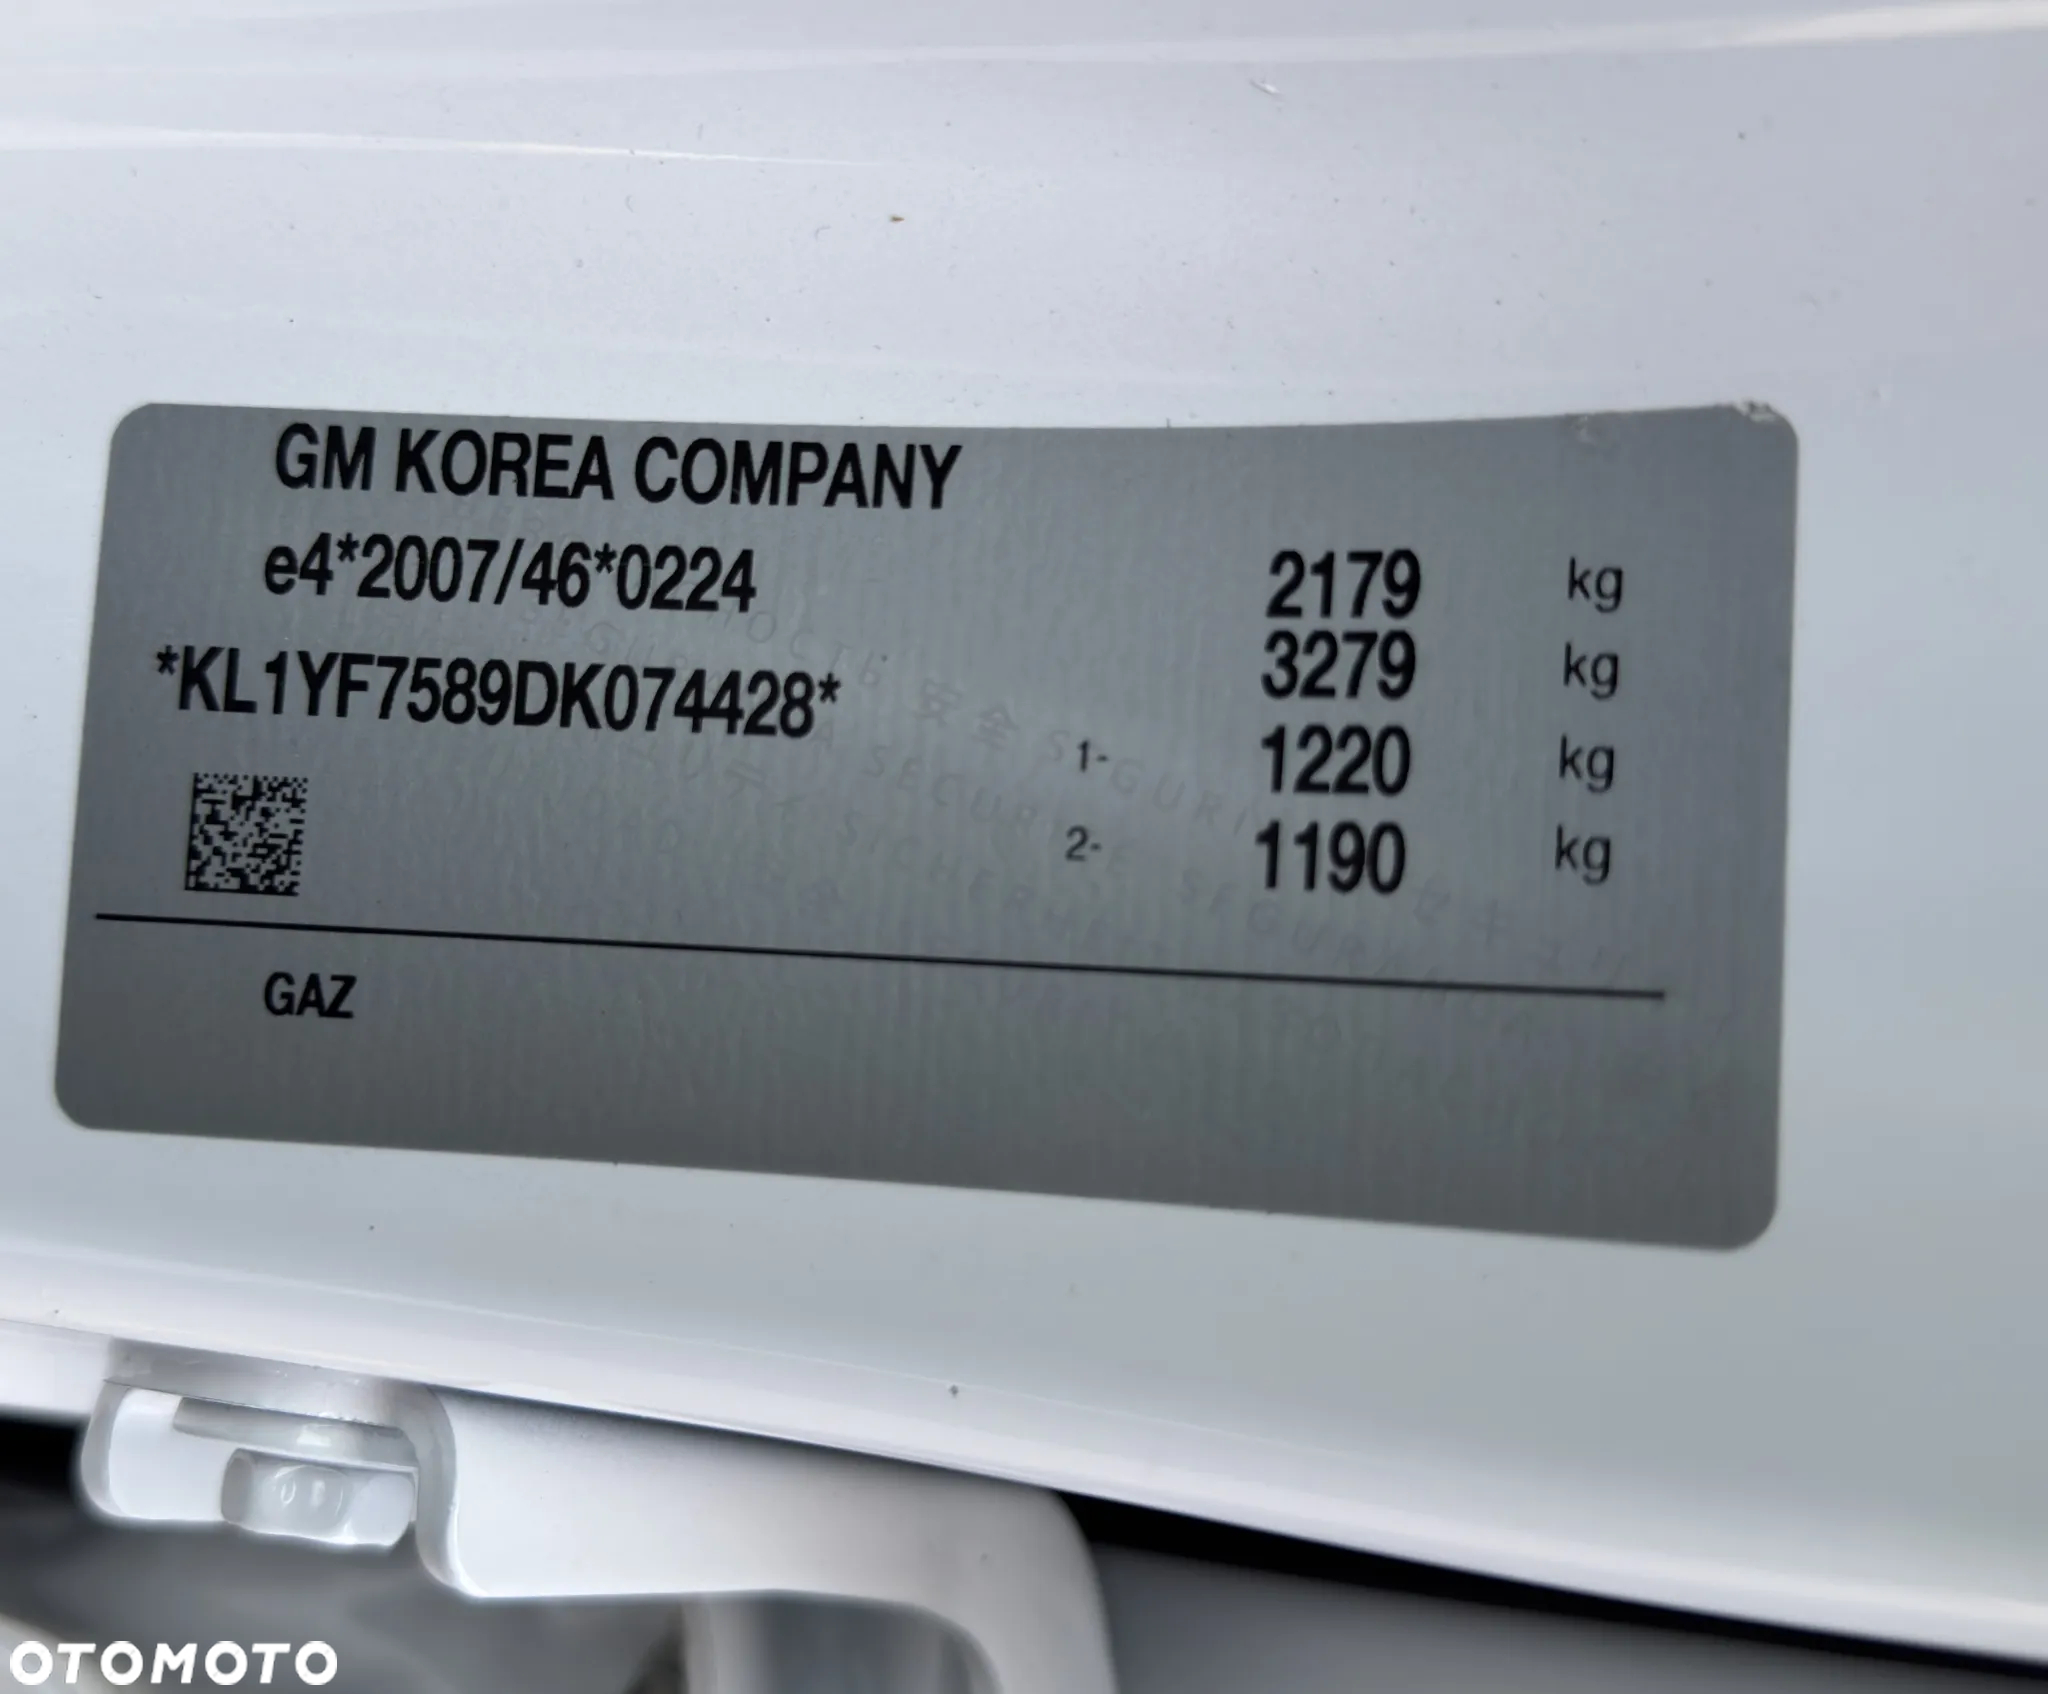 GM KOREA COMPANY
e4*2007/46*0224 2179 kg
*KL1YF7589DK074428* 3279 kg
1- 1220 kg
2- 1190 kg
GAZ
OTOMOTO